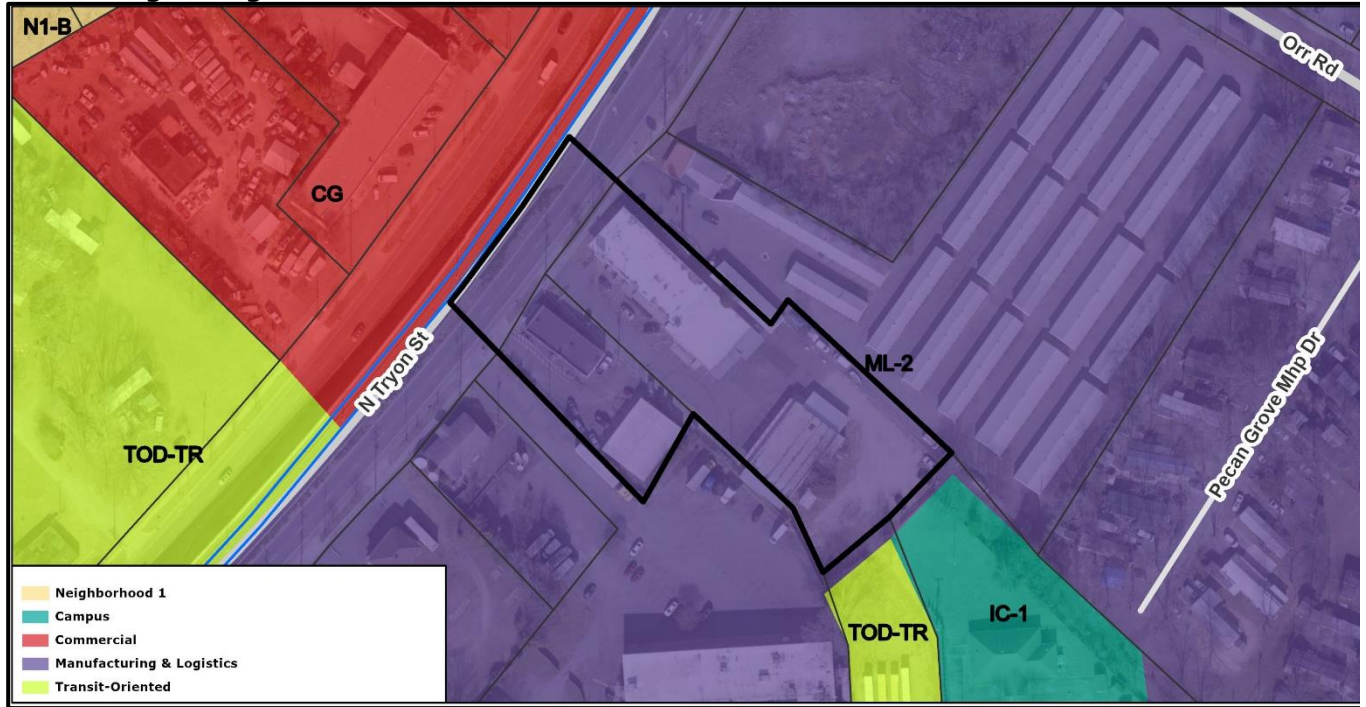 N1-B
Orr Rd
CG
ML-2
N Tryon St
Pecan Grove Mhp Dr
TOD-TR
TOD-TR
IC-1
Neighborhood 1
Campus
Commercial
Manufacturing & Logistics
Transit-Oriented